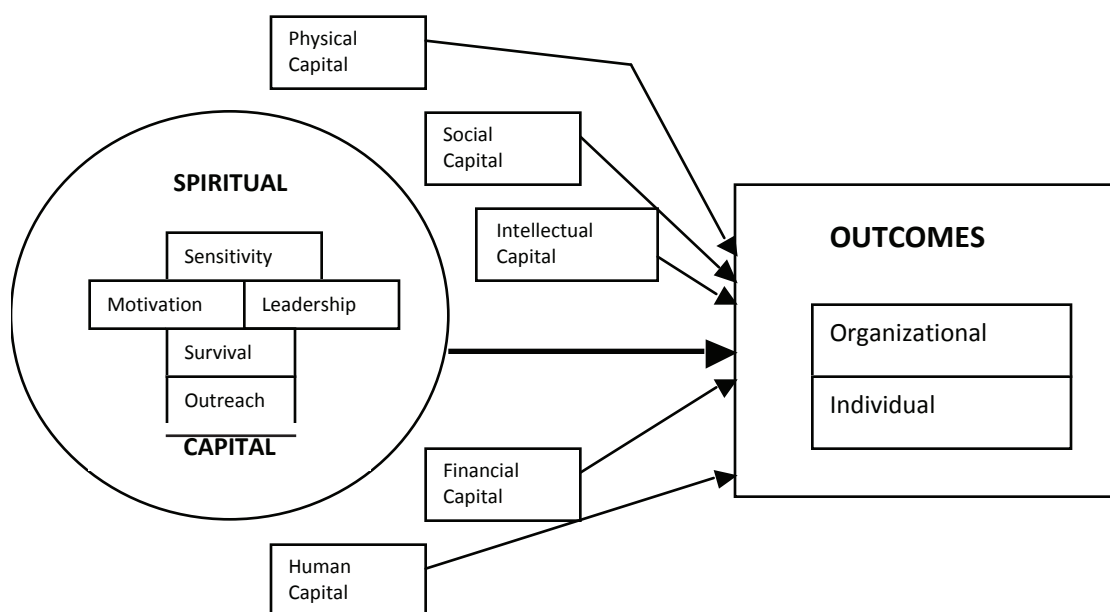 Physical
Capital
Social
Capital
SPIRITUAL
Intellectual
Capital
OUTCOMES
Sensitivity
Motivation
Leadership
Survival
Outreach
CAPITAL
Organizational
Individual
Financial
Capital
Human
Capital